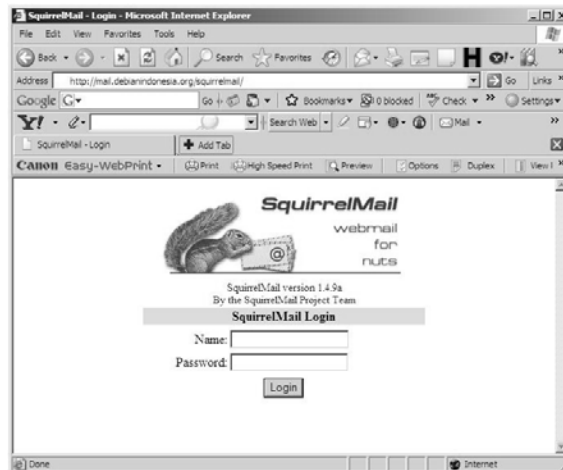 SquirrelMail - Login - Microsoft Internet Explorer
File Edit View Favorites Tools Help
Back Search Favorites
Address http://mail.debianindonesia.org/squirrelmail/ Go Links »
Google G Go Bookmarks 0 blocked Check » Settings
Y! Search Web Mail »
SquirrelMail - Login Add Tab
Canon Easy-WebPrint Print High Speed Print Preview Options Duplex View
SquirrelMail
webmail
for
nuts
@
SquirrelMail version 1.4.9a
By the SquirrelMail Project Team
SquirrelMail Login
Name:
Password:
Login
Done Internet